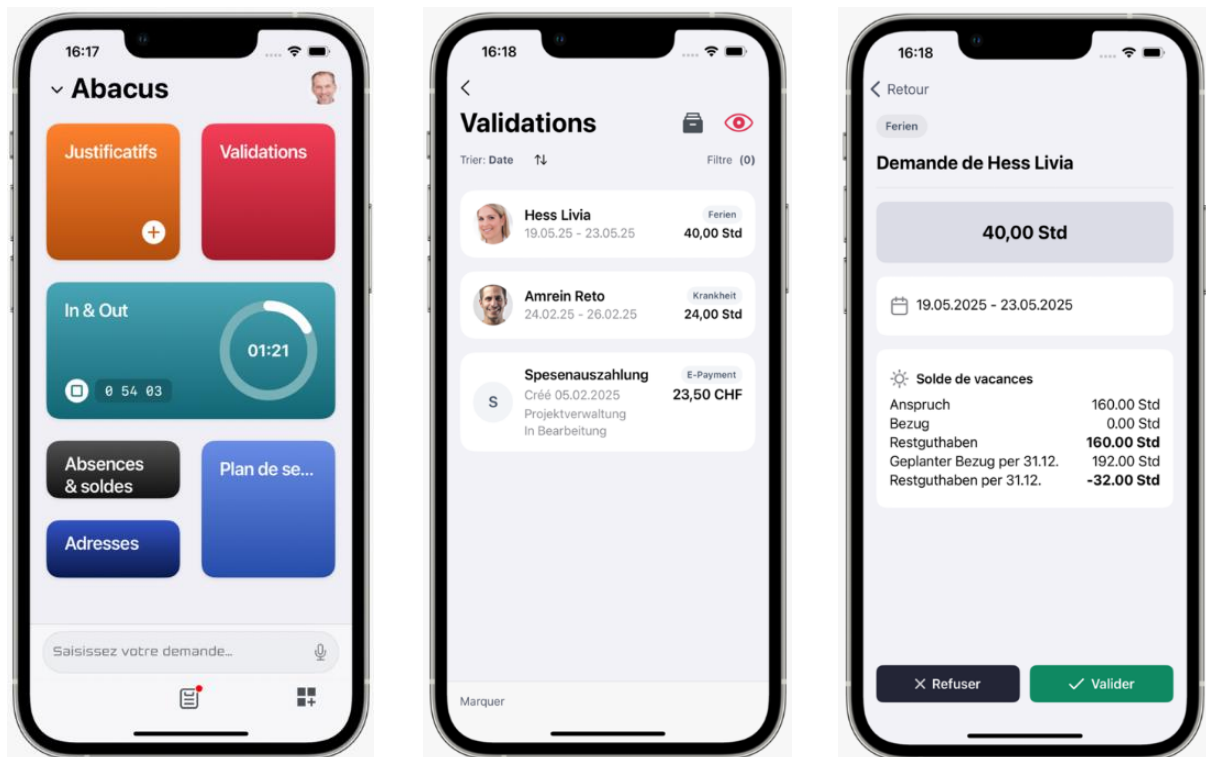 16:17
Abacus
Justificatifs
Validations
In & Out
01:21
0 54 03
Absences
& soldes
Plan de se...
Adresses
Saisissez votre demande...
16:18
Validations
Trier: Date
Filtre (0)
Hess Livia
Ferien
19.05.25 - 23.05.25
40,00 Std
Amrein Reto
Krankheit
24.02.25 - 26.02.25
24,00 Std
Spesenauszahlung
E-Payment
S
Créé 05.02.2025
23,50 CHF
Projektverwaltung
In Bearbeitung
Marquer
16:18
Retour
Ferien
Demande de Hess Livia
40,00 Std
19.05.2025 - 23.05.2025
Solde de vacances
Anspruch 160.00 Std
Bezug 0.00 Std
Restguthaben 160.00 Std
Geplanter Bezug per 31.12. 192.00 Std
Restguthaben per 31.12. -32.00 Std
Refuser
Valider